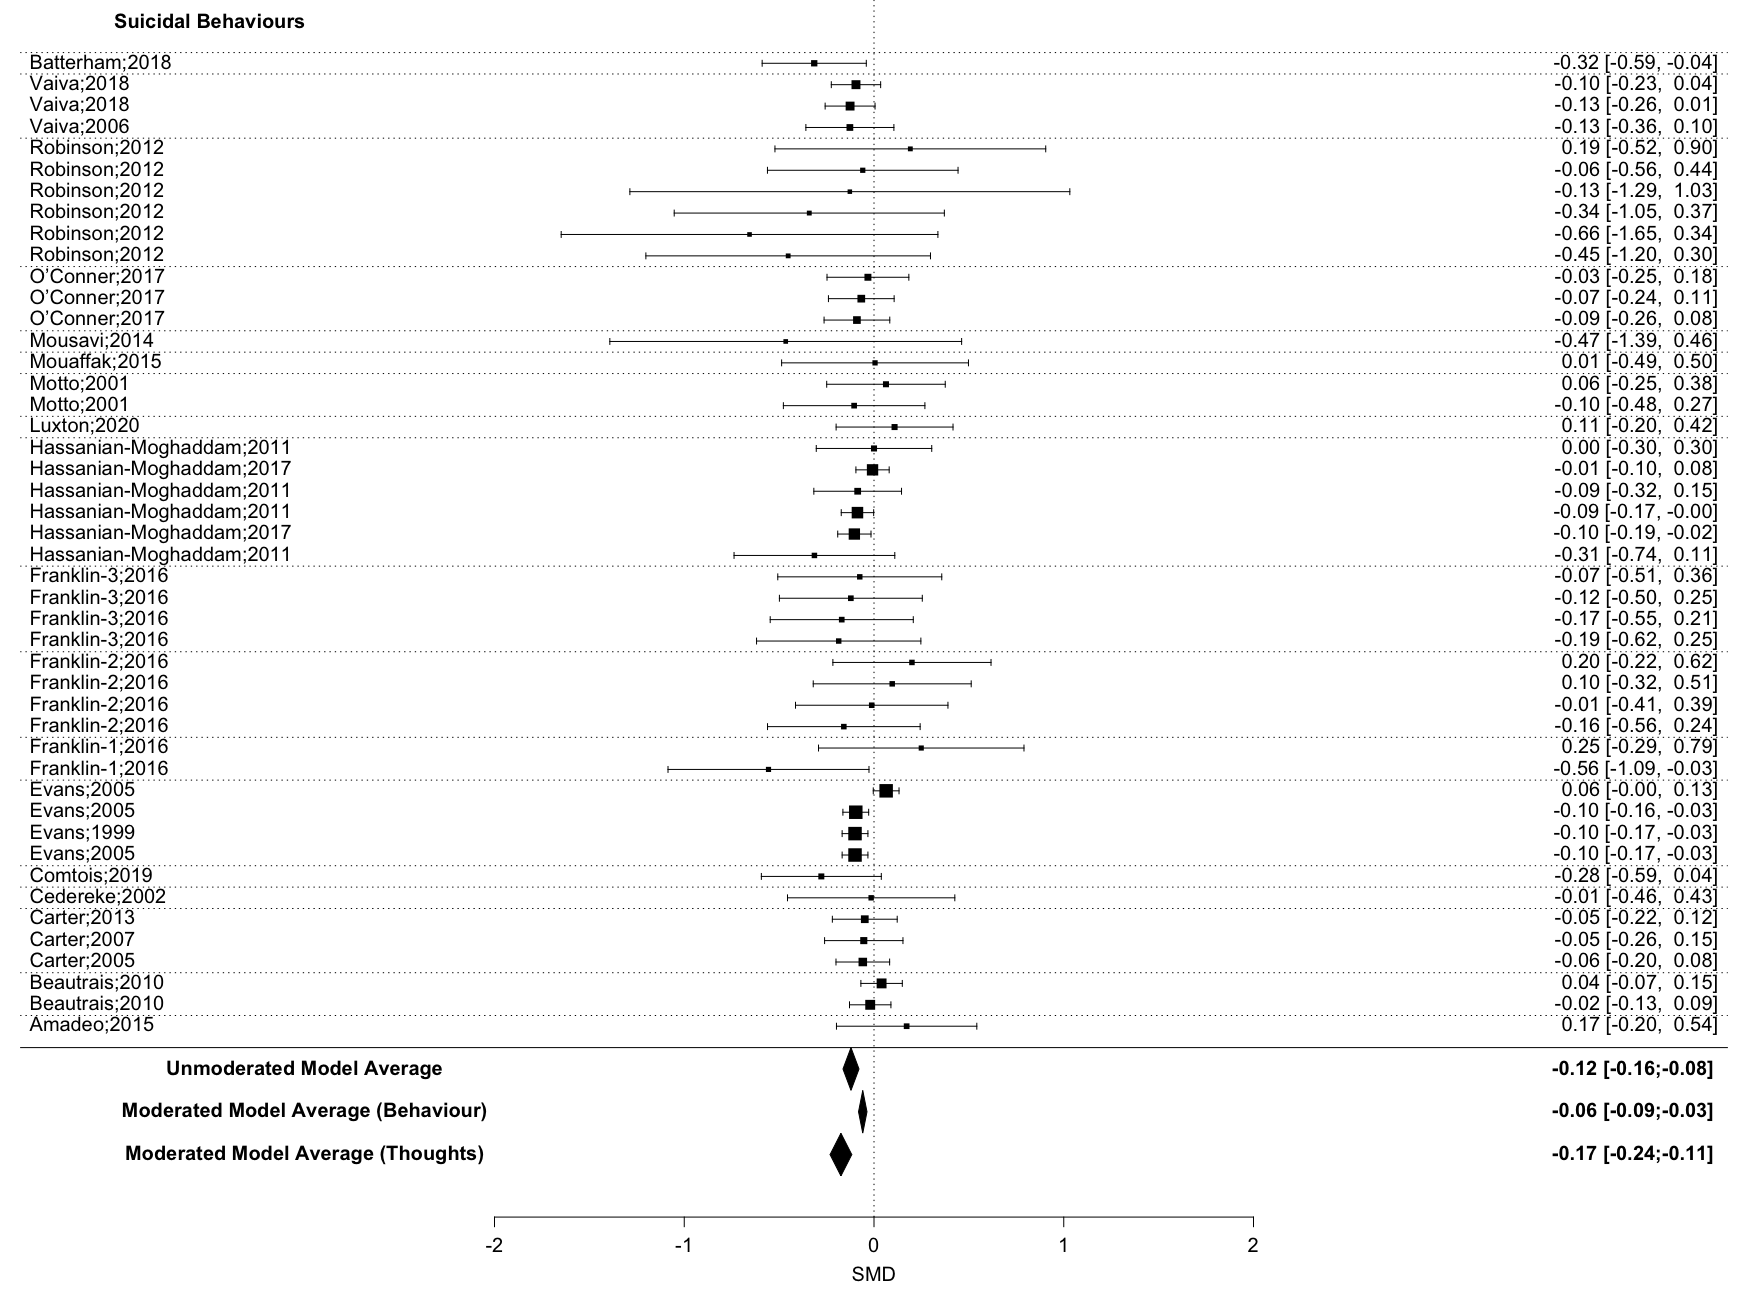 Suicidal Behaviours
Batterham;2018 -0.32 [-0.59, -0.04]
Vaiva;2018 -0.10 [-0.23, 0.04]
Vaiva;2018 -0.13 [-0.26, 0.01]
Vaiva;2006 -0.13 [-0.36, 0.10]
Robinson;2012 0.19 [-0.52, 0.90]
Robinson;2012 -0.06 [-0.56, 0.44]
Robinson;2012 -0.13 [-1.29, 1.03]
Robinson;2012 -0.34 [-1.05, 0.37]
Robinson;2012 -0.66 [-1.65, 0.34]
Robinson;2012 -0.45 [-1.20, 0.30]
O'Conner;2017 -0.03 [-0.25, 0.18]
O'Conner;2017 -0.07 [-0.24, 0.11]
O'Conner;2017 -0.09 [-0.26, 0.08]
Mousavi;2014 -0.47 [-1.39, 0.46]
Mouaffak;2015 0.01 [-0.49, 0.50]
Motto;2001 0.06 [-0.25, 0.38]
Motto;2001 -0.10 [-0.48, 0.27]
Luxton;2020 0.11 [-0.20, 0.42]
Hassanian-Moghaddam;2011 0.00 [-0.30, 0.30]
Hassanian-Moghaddam;2017 -0.01 [-0.10, 0.08]
Hassanian-Moghaddam;2011 -0.09 [-0.32, 0.15]
Hassanian-Moghaddam;2011 -0.09 [-0.17, -0.00]
Hassanian-Moghaddam;2017 -0.10 [-0.19, -0.02]
Hassanian-Moghaddam;2011 -0.31 [-0.74, 0.11]
Franklin-3;2016 -0.07 [-0.51, 0.36]
Franklin-3;2016 -0.12 [-0.50, 0.25]
Franklin-3;2016 -0.17 [-0.55, 0.21]
Franklin-3;2016 -0.19 [-0.62, 0.25]
Franklin-2;2016 0.20 [-0.22, 0.62]
Franklin-2;2016 0.10 [-0.32, 0.51]
Franklin-2;2016 -0.01 [-0.41, 0.39]
Franklin-2;2016 -0.16 [-0.56, 0.24]
Franklin-1;2016 0.25 [-0.29, 0.79]
Franklin-1;2016 -0.56 [-1.09, -0.03]
Evans;2005 0.06 [-0.00, 0.13]
Evans;2005 -0.10 [-0.16, -0.03]
Evans;1999 -0.10 [-0.17, -0.03]
Evans;2005 -0.10 [-0.17, -0.03]
Comtois;2019 -0.28 [-0.59, 0.04]
Cedereke;2002 -0.01 [-0.46, 0.43]
Carter;2013 -0.05 [-0.22, 0.12]
Carter;2007 -0.05 [-0.26, 0.15]
Carter;2005 -0.06 [-0.20, 0.08]
Beautrais;2010 0.04 [-0.07, 0.15]
Beautrais;2010 -0.02 [-0.13, 0.09]
Amadeo;2015 0.17 [-0.20, 0.54]
Unmoderated Model Average -0.12 [-0.16;-0.08]
Moderated Model Average (Behaviour) -0.06 [-0.09;-0.03]
Moderated Model Average (Thoughts) -0.17 [-0.24;-0.11]
-2 -1 0 1 2
SMD